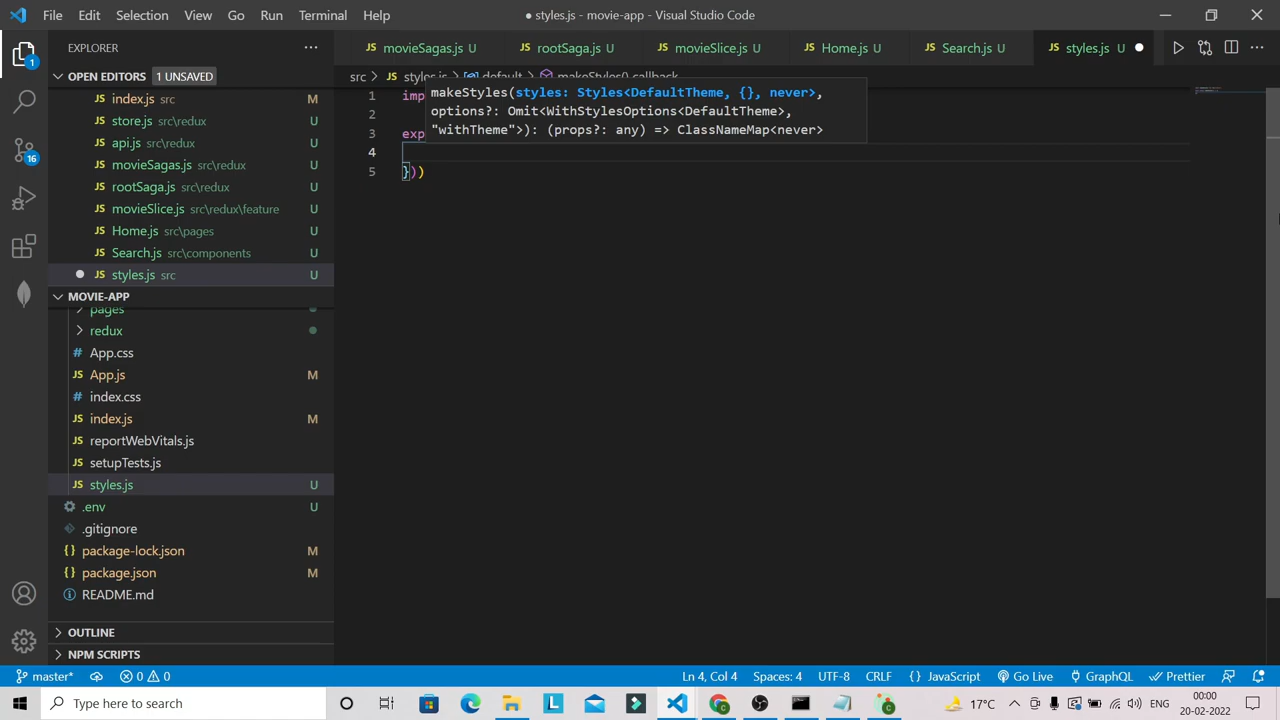 File Edit Selection View Go Run Terminal Help
● styles.js - movie-app - Visual Studio Code
EXPLORER
OPEN EDITORS 1 UNSAVED
index.js src M
store.js src\redux U
api.js src\redux U
movieSagas.js src\redux U
rootSaga.js src\redux U
movieSlice.js src\redux\feature U
Home.js src\pages U
Search.js src\components U
styles.js src U
MOVIE-APP
pages
redux
App.css
App.js M
index.css
index.js M
reportWebVitals.js
setupTests.js
styles.js U
.env U
.gitignore
package-lock.json M
package.json M
README.md
OUTLINE
NPM SCRIPTS
1
16
movieSagas.js U rootSaga.js U movieSlice.js U Home.js U Search.js U styles.js U
src > styles.js > default > makeStyles() callback
makeStyles(styles: Styles<DefaultTheme, {}, never>,
options?: Omit<WithStylesOptions<DefaultTheme>,
"withTheme">): (props?: any) => ClassNameMap<never>
1 imp
2
3 exp
4
5 }))
master* 0 0 Ln 4, Col 4 Spaces: 4 UTF-8 CRLF JavaScript Go Live GraphQL Prettier
Type here to search
17°C ENG
00:00
20-02-2022